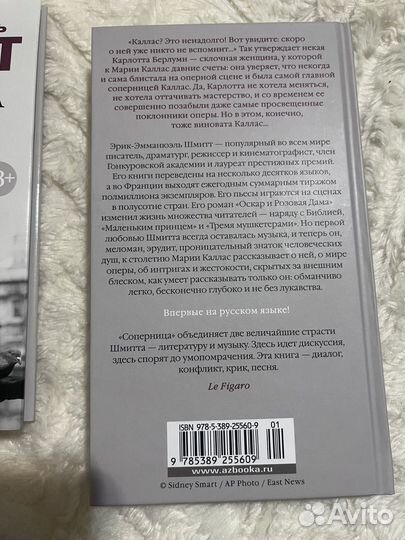 Ь
Т
А
8+
«Каллас? Это ненадолго! Вот увидите: скоро
о ней уже никто не вспомнит...» Так утверждает некая
Карлотта Берлуми — склочная женщина, у которой
к Марии Каллас давние счеты: она уверяет, что некогда
и сама блистала на оперной сцене и была самой главной
соперницей Каллас. Да, Карлотта не хотела меняться,
не хотела оттачивать мастерство, и со временем ее
совершенно позабыли даже самые просвещенные
поклонники оперы. Но в этом, конечно,
тоже виновата Каллас...
Эрик-Эмманюэль Шмитт — популярный во всем мире
писатель, драматург, режиссер и кинематографист, член
Гонкуровской академии и лауреат престижных премий.
Его книги переведены на несколько десятков языков,
а во Франции выходят ежегодным суммарным тиражом
полмиллиона экземпляров. Его пьесы играются на сценах
в полусотне стран. Его роман «Оскар и Розовая Дама»
изменил жизнь множества читателей — наряду с Библией,
«Маленьким принцем» и «Тремя мушкетерами». Но первой
любовью Шмитта всегда оставалась музыка, и теперь он,
меломан, эрудит, проницательный знаток человеческих
душ, к столетию Марии Каллас рассказывает о ней, о мире
оперы, об интригах и жестокости, скрытых за внешним
блеском, как умеет рассказывать только он: обманчиво
легко, бесконечно глубоко и не без лукавства.
Впервые на русском языке!
«Соперница» объединяет две величайшие страсти
Шмитта — литературу и музыку. Здесь идет дискуссия,
здесь спорят до умопомрачения. Эта книга — диалог,
конфликт, крик, песня.
Le Figaro
ISBN 978-5-389-25560-9
01
9 785389 255609
www.azbooka.ru
© Sidney Smart / AP Photo / East News
Avito